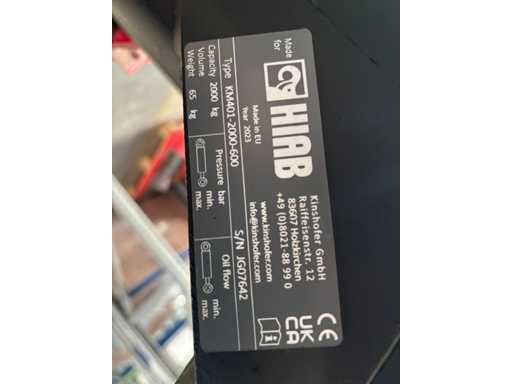 Made
for
HIAB
Made in EU
Year 2023
Kinshofer GmbH
Raiffeisenstr. 12
83607 Holzkirchen
+49 (0)8021-88 99 0
www.kinshofer.com
info@kinshofer.com
CE
UK
CA
i
Type KM401-2000-600
S/N JG07642
Capacity 2000 kg
Volume
Weight 65 kg
Pressure bar
min.
max.
Oil flow
min.
max.